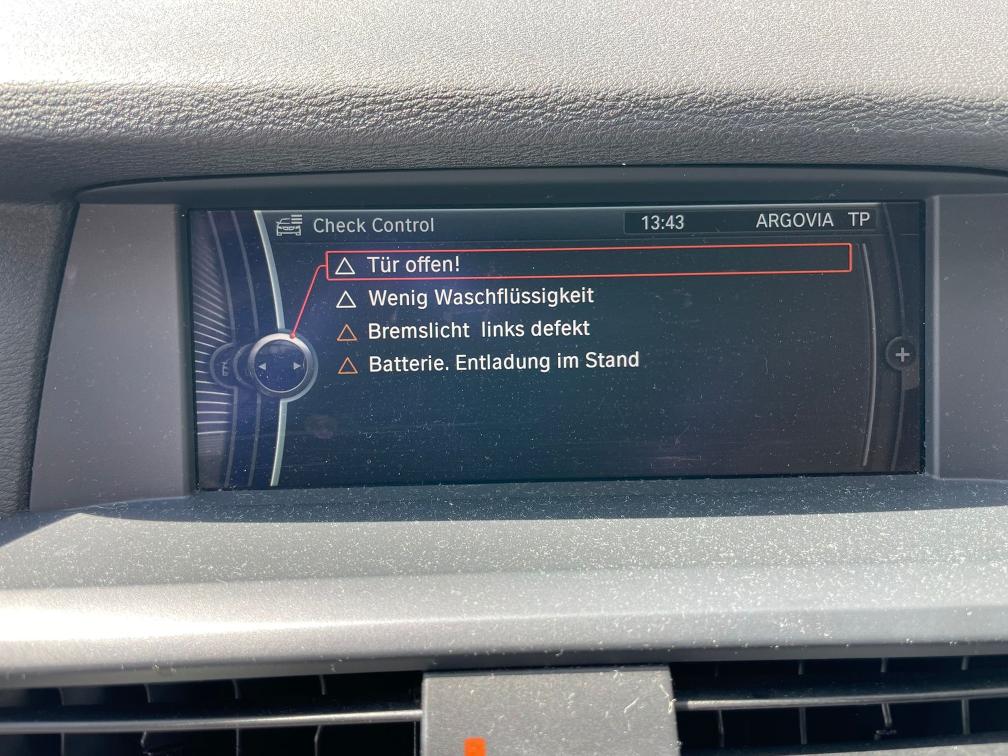 Check Control 13:43 ARGOVIA TP
Tür offen!
Wenig Waschflüssigkeit
Bremslicht links defekt
Batterie. Entladung im Stand